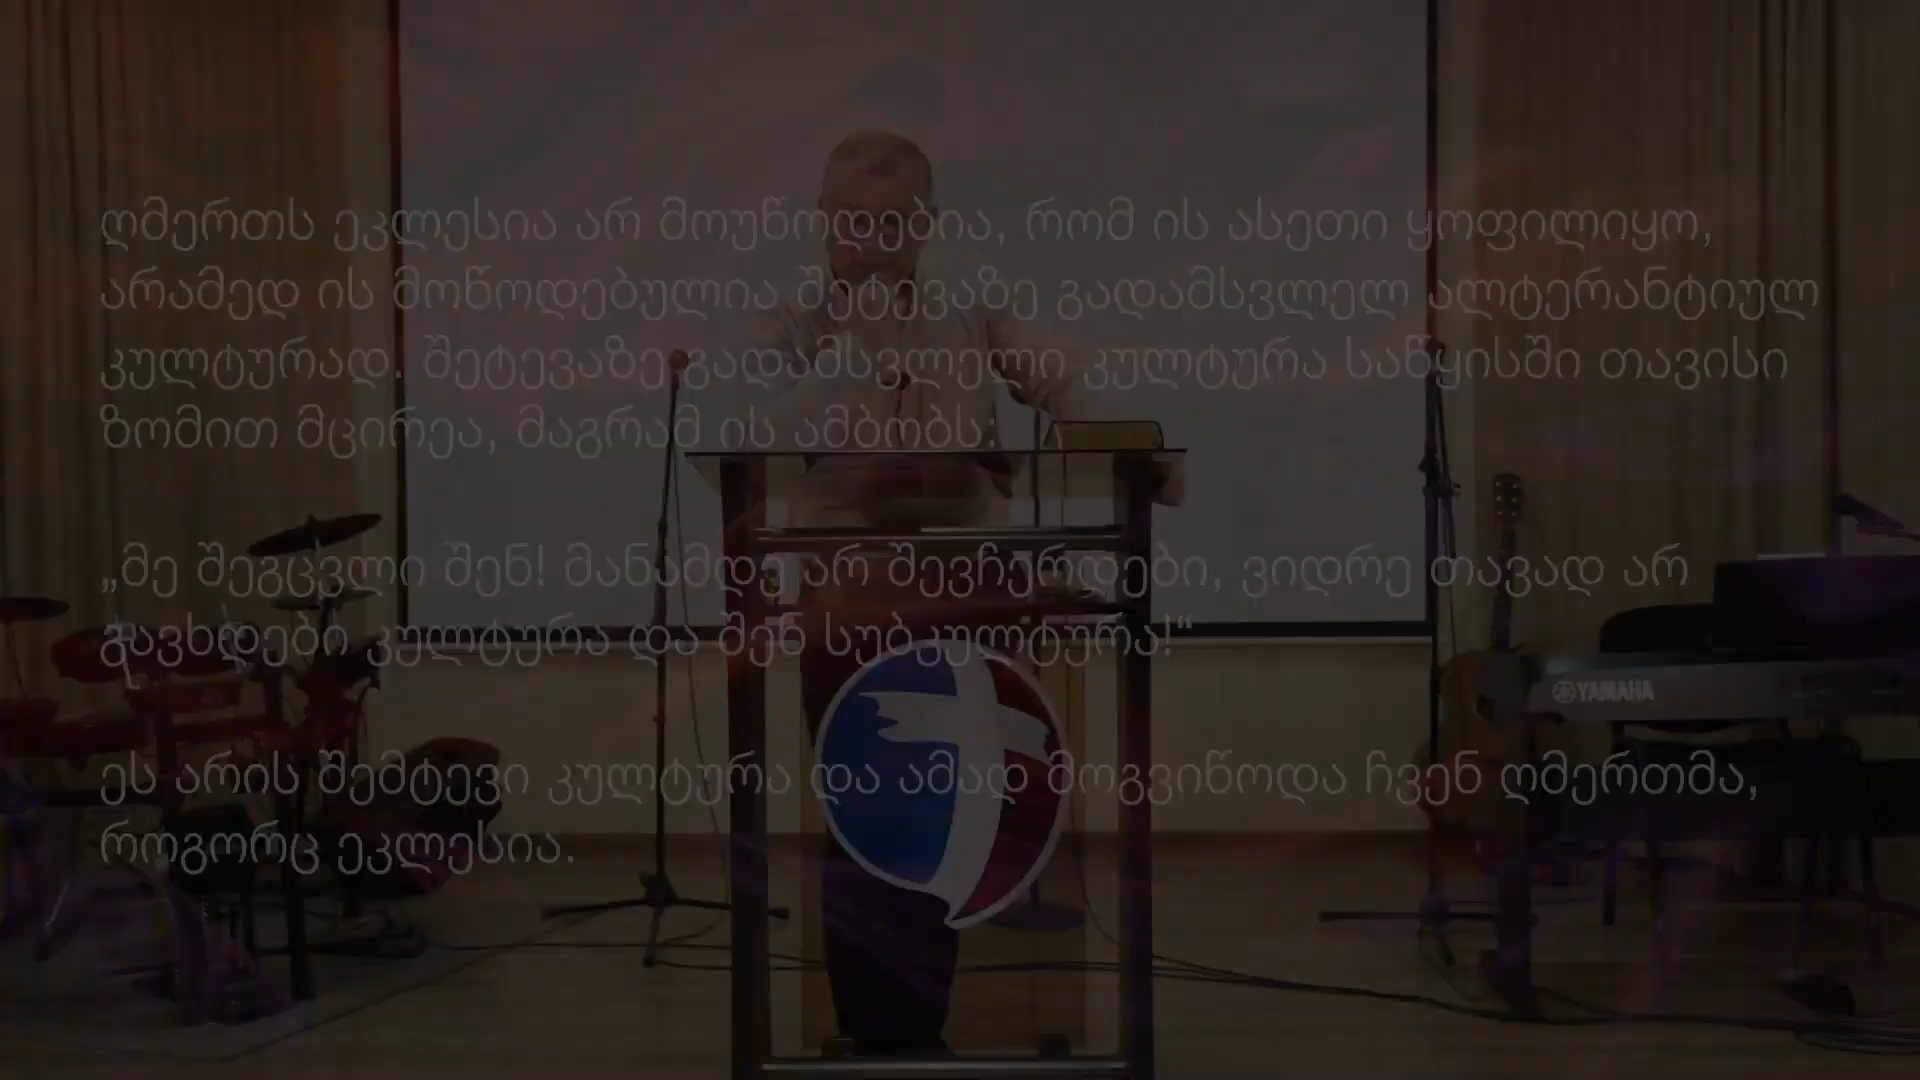 ღმერთს ეკლესია არ მოუწოდებია, რომ ის ასეთი ყოფილიყო,
არამედ ის მოწოდებულია შეტევაზე გადამსვლელ ალტერანტიულ
კულტურად. შეტევაზე გადამსვლელი კულტურა საწყისში თავისი
ზომით მცირეა, მაგრამ ის ამბობს:
„მე შეგცვლი შენ! მანამდე არ შევჩერდები, ვიდრე თავად არ
გავხდები კულტურა და შენ სუბკულტურა!“
ეს არის შემტევი კულტურა და ამად მოგვიწოდა ჩვენ ღმერთმა,
როგორც ეკლესია.
YAMAHA